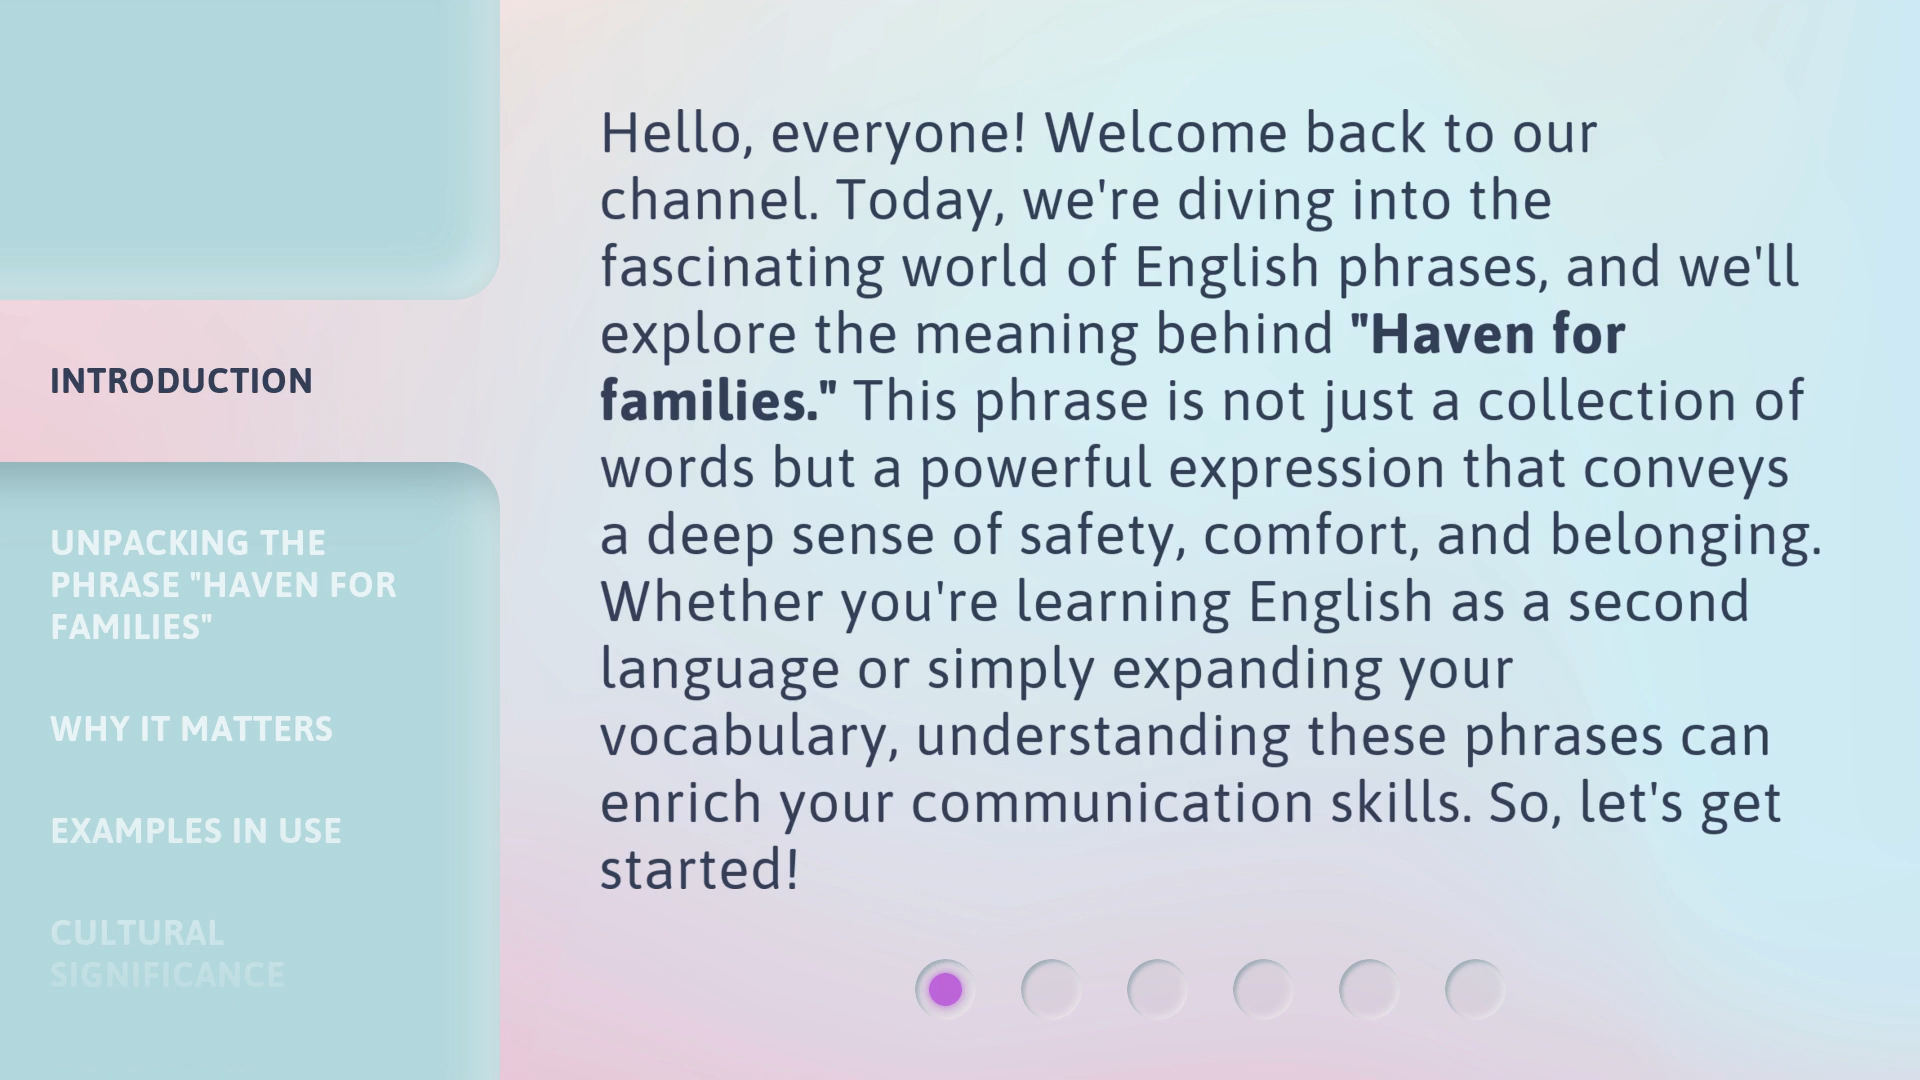 INTRODUCTION
UNPACKING THE
PHRASE "HAVEN FOR
FAMILIES"
WHY IT MATTERS
EXAMPLES IN USE
CULTURAL
SIGNIFICANCE
Hello, everyone! Welcome back to our
channel. Today, we're diving into the
fascinating world of English phrases, and we'll
explore the meaning behind "Haven for
families." This phrase is not just a collection of
words but a powerful expression that conveys
a deep sense of safety, comfort, and belonging.
Whether you're learning English as a second
language or simply expanding your
vocabulary, understanding these phrases can
enrich your communication skills. So, let's get
started!